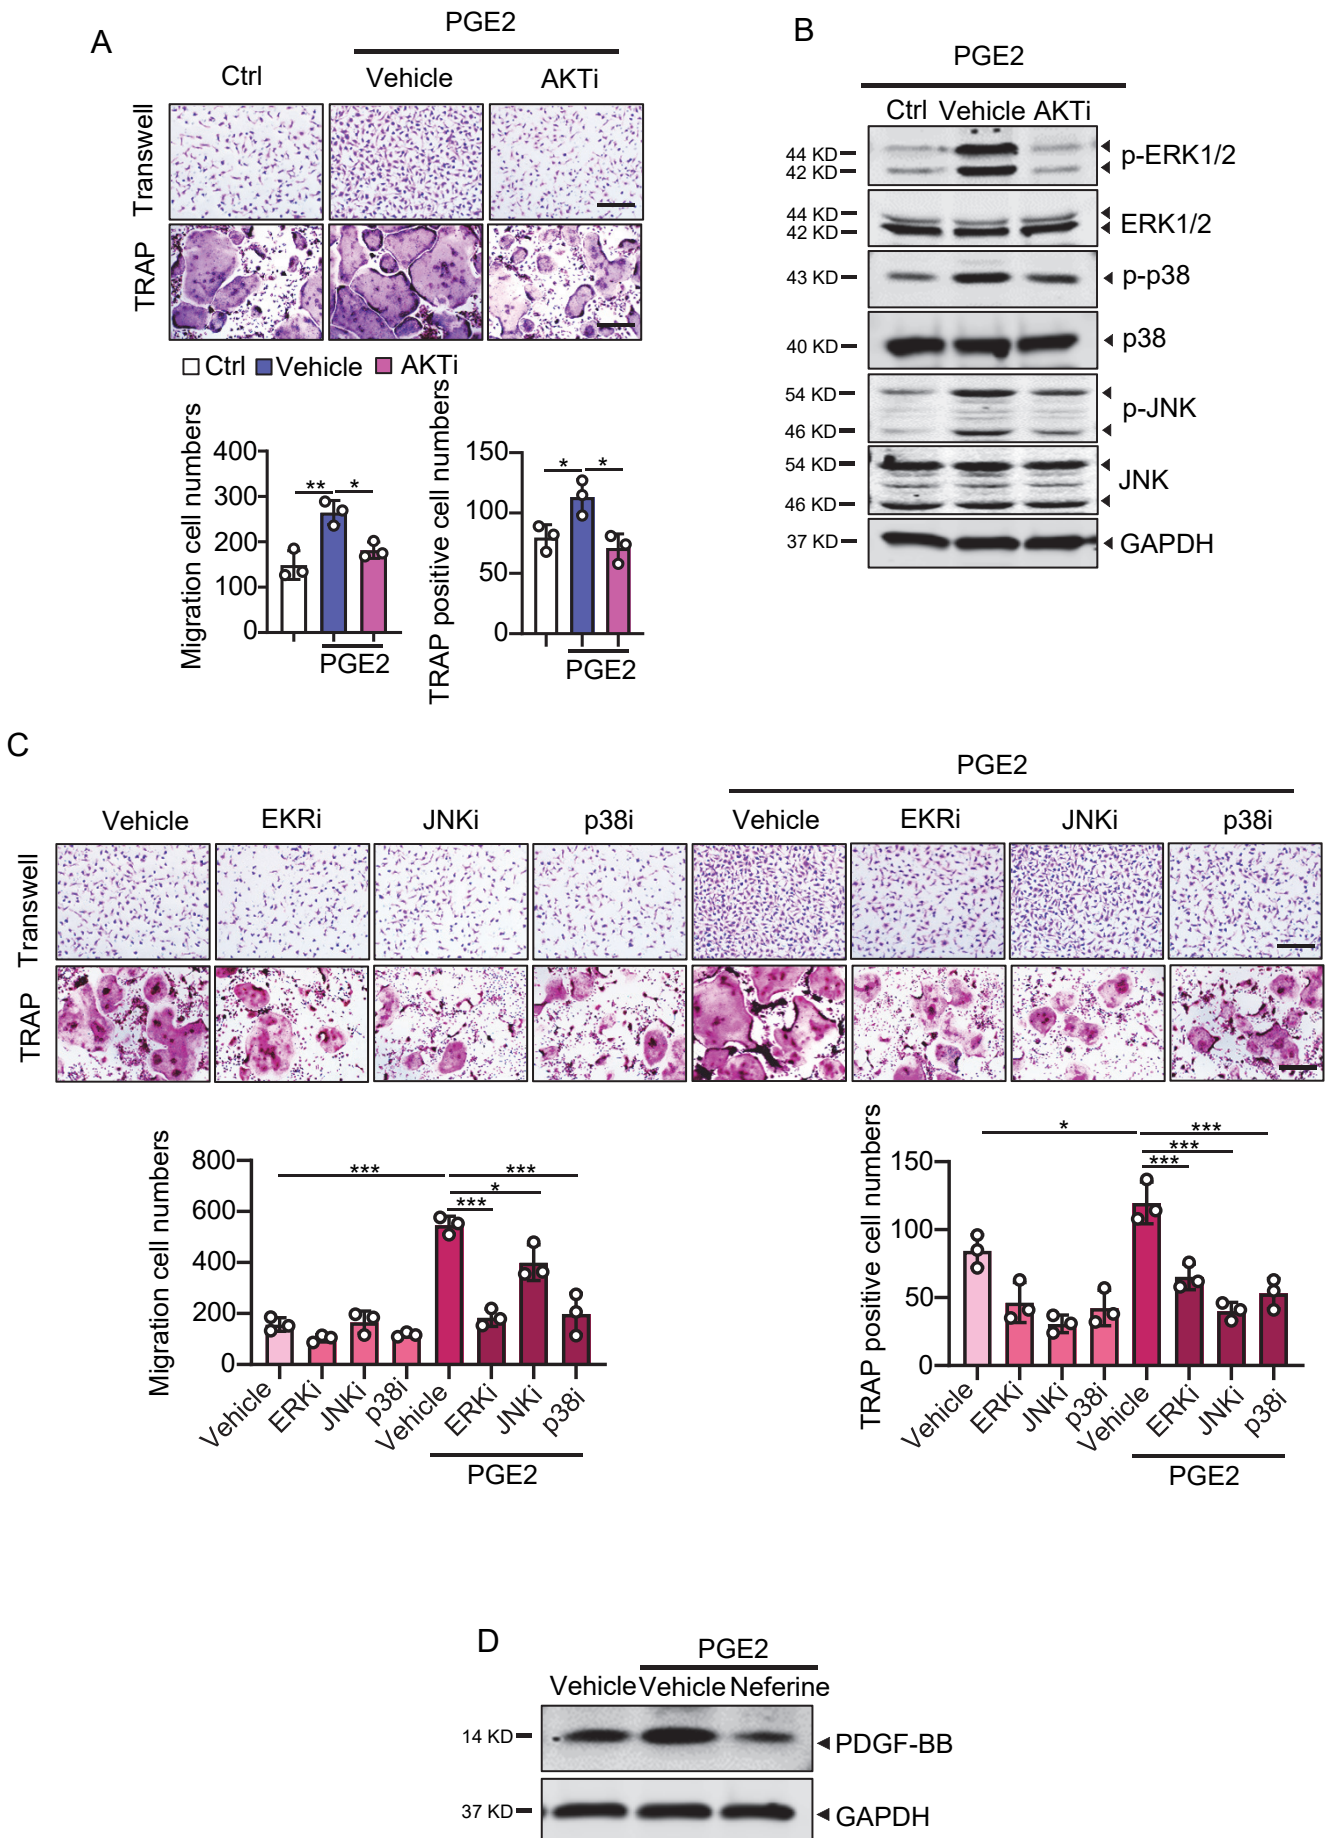 A
PGE2
Ctrl Vehicle AKTi
Transwell
TRAP
Ctrl Vehicle AKTi
Migration cell numbers
400
300
200
100
0
** *
PGE2
TRAP positive cell numbers
150
100
50
0
* *
PGE2
B
PGE2
Ctrl Vehicle AKTi
44 KD
42 KD
p-ERK1/2
44 KD
42 KD
ERK1/2
43 KD
p-p38
40 KD
p38
54 KD
46 KD
p-JNK
54 KD
46 KD
JNK
37 KD
GAPDH
C
PGE2
Vehicle EKRi JNKi p38i Vehicle EKRi JNKi p38i
Transwell
TRAP
Migration cell numbers
800
600
400
200
0
*** ***
*
***
Vehicle ERKi JNKi p38i Vehicle ERKi JNKi p38i
PGE2
TRAP positive cell numbers
150
100
50
0
* ***
***
***
Vehicle ERKi JNKi p38i Vehicle ERKi JNKi p38i
PGE2
D
PGE2
Vehicle Vehicle Neferine
14 KD
PDGF-BB
37 KD
GAPDH